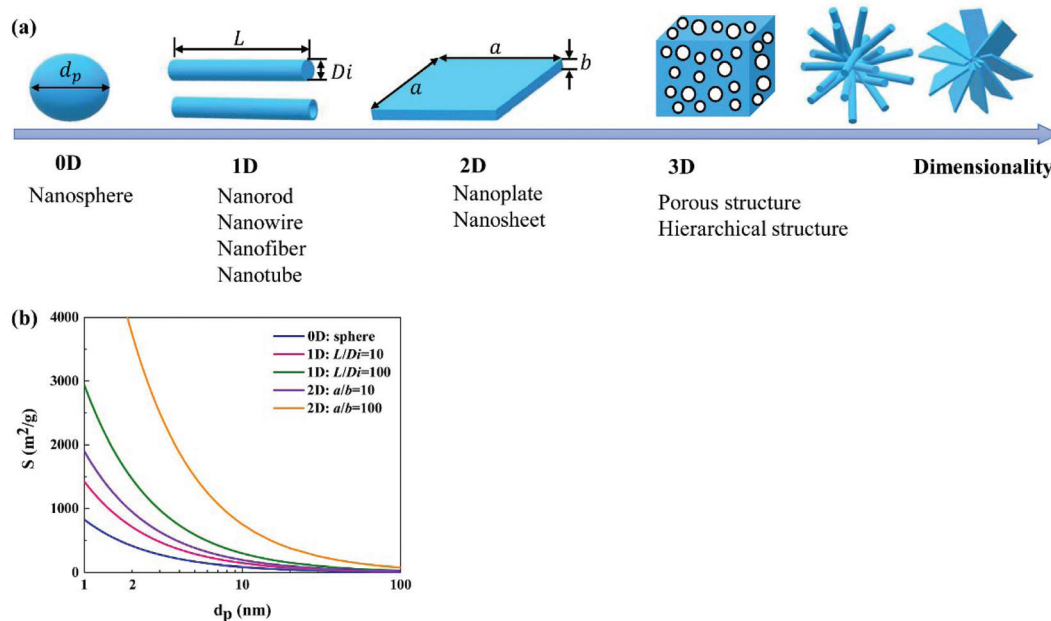 (a)
d_p
L
Di
a
a
b
0D
1D
2D
3D
Dimensionality
Nanosphere
Nanorod
Nanowire
Nanofiber
Nanotube
Nanoplate
Nanosheet
Porous structure
Hierarchical structure
(b)
S (m²/g)
4000
3000
2000
1000
0
1
2
10
100
d_p (nm)
0D: sphere
1D: L/Di=10
1D: L/Di=100
2D: a/b=10
2D: a/b=100